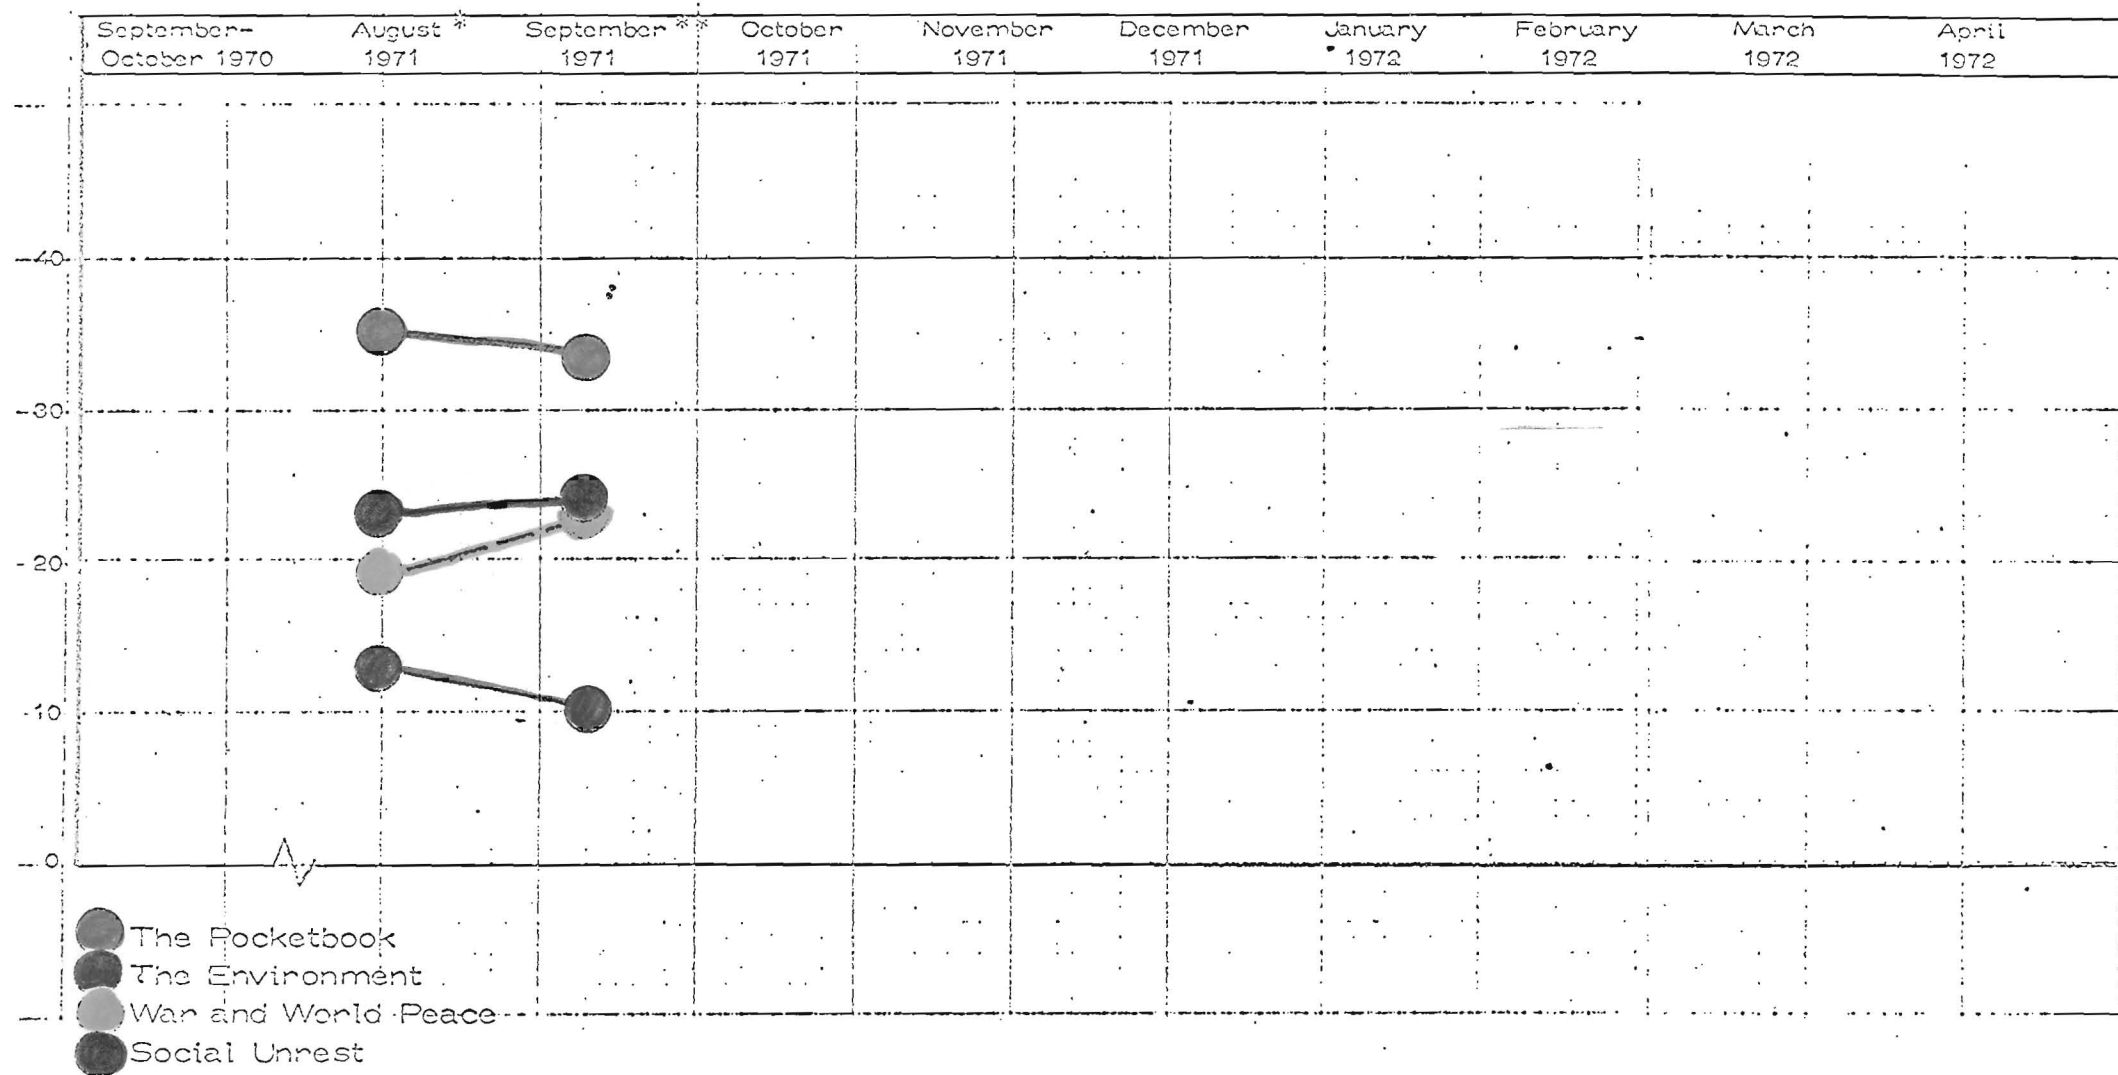 September- August * September ** October November December January February March April
October 1970 1971 1971 1971 1971 1971 1972 1972 1972 1972
40
30
20
10
0
The Pocketbook
The Environment
War and World Peace
Social Unrest